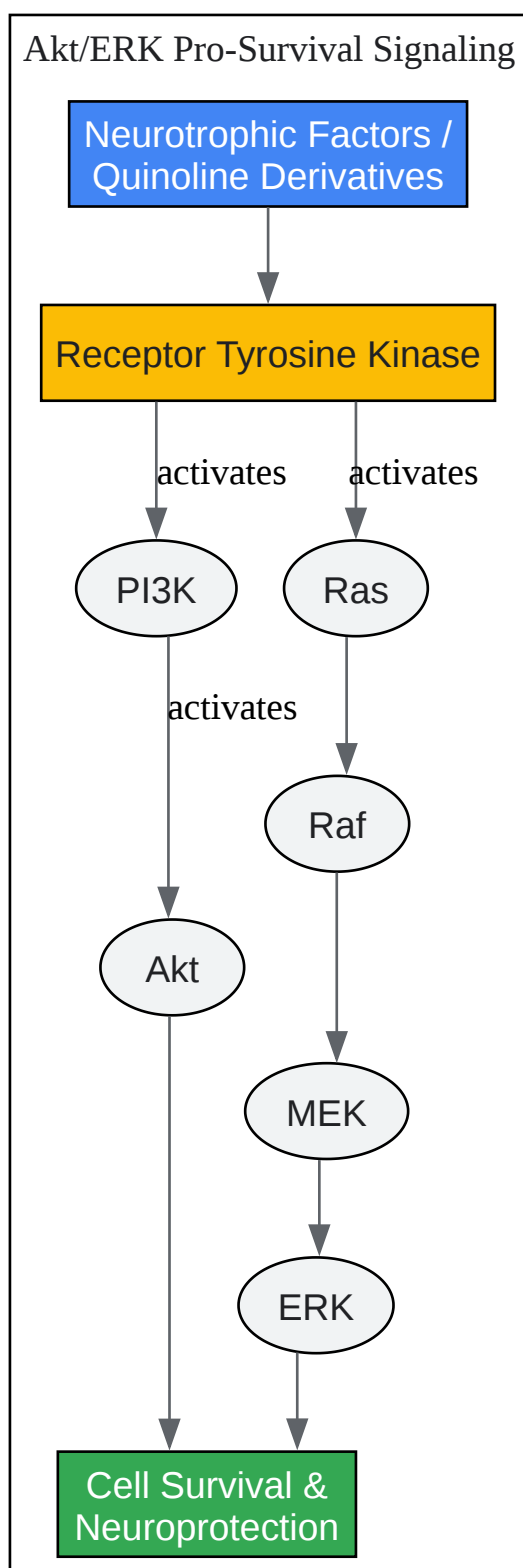 Akt/ERK Pro-Survival Signaling
Neurotrophic Factors /
Quinoline Derivatives
Receptor Tyrosine Kinase
activates
activates
PI3K
Ras
activates
Raf
Akt
MEK
ERK
Cell Survival &
Neuroprotection